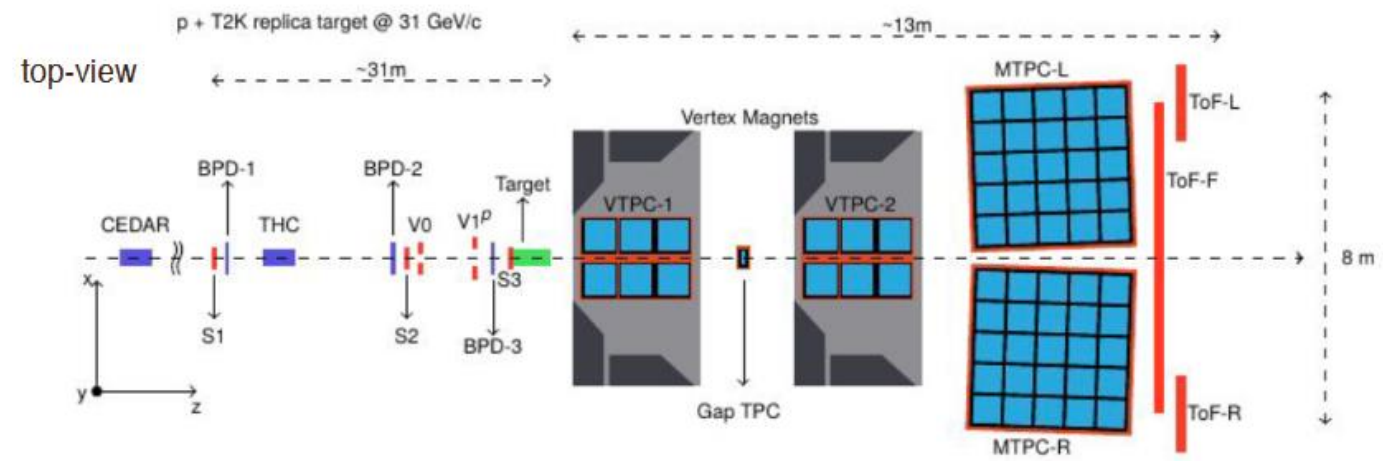 p + T2K replica target @ 31 GeV/c
~13m
top-view
~31m
MTPC-L
ToF-L
Vertex Magnets
BPD-1
BPD-2
Target
ToF-F
CEDAR
THC
V0
V1p
VTPC-1
VTPC-2
8 m
x
S3
S1
S2
BPD-3
y
z
Gap TPC
ToF-R
MTPC-R